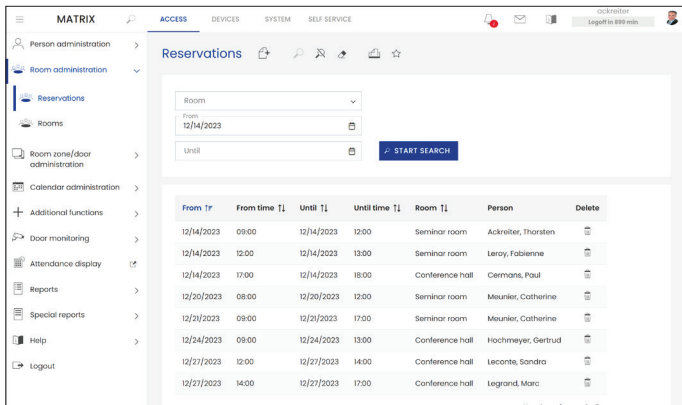 MATRIX
ACCESS DEVICES SYSTEM SELF SERVICE
ackreiter
Logoff in 899 min
Person administration
Room administration
Reservations
Rooms
Room zone/door
administration
Calendar administration
Additional functions
Door monitoring
Attendance display
Reports
Special reports
Help
Logout
Reservations
Room
From
12/14/2023
Until
START SEARCH
From From time Until Until time Room Person Delete
12/14/2023 09:00 12/14/2023 12:00 Seminar room Ackreiter, Thorsten
12/14/2023 12:00 12/14/2023 13:00 Seminar room Leroy, Fabienne
12/14/2023 17:00 12/14/2023 18:00 Conference hall Cermans, Paul
12/20/2023 08:00 12/20/2023 12:00 Seminar room Meunier, Catherine
12/21/2023 09:00 12/21/2023 17:00 Seminar room Meunier, Catherine
12/24/2023 09:00 12/24/2023 13:00 Conference hall Hochmeyer, Gertrud
12/27/2023 12:00 12/27/2023 14:00 Conference hall Leconte, Sandra
12/27/2023 14:00 12/27/2023 17:00 Conference hall Legrand, Marc